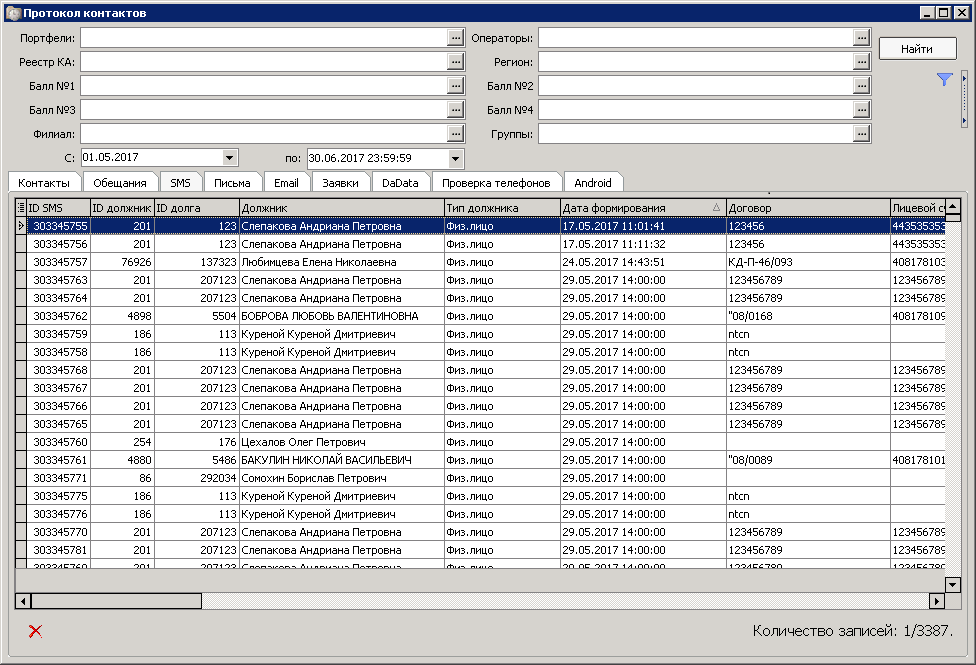 Протокол контактов
Портфели: ... Операторы: ... Найти
Реестр КА: ... Регион: ...
Балл №1 ... Балл №2 ...
Балл №3 ... Балл №4 ...
Филиал: ... Группы: ...
С: 01.05.2017 по: 30.06.2017 23:59:59
Контакты Обещания SMS Письма Email Заявки DaData Проверка телефонов Android
ID SMS ID должник ID долга Должник Тип должника Дата формирования Договор Лицевой с
303345755 201 123 Слепакова Андриана Петровна Физ.лицо 17.05.2017 11:01:41 123456 443535353
303345756 201 123 Слепакова Андриана Петровна Физ.лицо 17.05.2017 11:11:32 123456 443535353
303345757 76926 137323 Любимцева Елена Николаевна Физ.лицо 24.05.2017 14:43:51 КД-П-46/093 408178103
303345763 201 207123 Слепакова Андриана Петровна Физ.лицо 29.05.2017 14:00:00 123456789 123456789
303345764 201 207123 Слепакова Андриана Петровна Физ.лицо 29.05.2017 14:00:00 123456789 123456789
303345762 4898 5504 БОБРОВА ЛЮБОВЬ ВАЛЕНТИНОВНА Физ.лицо 29.05.2017 14:00:00 "08/0168 408178109
303345759 186 113 Куреной Куреной Дмитриевич Физ.лицо 29.05.2017 14:00:00 ntcn
303345758 186 113 Куреной Куреной Дмитриевич Физ.лицо 29.05.2017 14:00:00 ntcn
303345768 201 207123 Слепакова Андриана Петровна Физ.лицо 29.05.2017 14:00:00 123456789 123456789
303345767 201 207123 Слепакова Андриана Петровна Физ.лицо 29.05.2017 14:00:00 123456789 123456789
303345766 201 207123 Слепакова Андриана Петровна Физ.лицо 29.05.2017 14:00:00 123456789 123456789
303345765 201 207123 Слепакова Андриана Петровна Физ.лицо 29.05.2017 14:00:00 123456789 123456789
303345760 254 176 Цехалов Олег Петрович Физ.лицо 29.05.2017 14:00:00
303345761 4880 5486 БАКУЛИН НИКОЛАЙ ВАСИЛЬЕВИЧ Физ.лицо 29.05.2017 14:00:00 "08/0089 408178101
303345771 86 292034 Сомохин Борислав Петрович Физ.лицо 29.05.2017 14:00:00
303345775 186 113 Куреной Куреной Дмитриевич Физ.лицо 29.05.2017 14:00:00 ntcn
303345776 186 113 Куреной Куреной Дмитриевич Физ.лицо 29.05.2017 14:00:00 ntcn
303345770 201 207123 Слепакова Андриана Петровна Физ.лицо 29.05.2017 14:00:00 123456789 123456789
303345781 201 207123 Слепакова Андриана Петровна Физ.лицо 29.05.2017 14:00:00 123456789 123456789
201 207123 Слепакова Андриана Петровна Физ.лицо 29.05.2017 14:00:00 123456789 123456789
Количество записей: 1/3387.